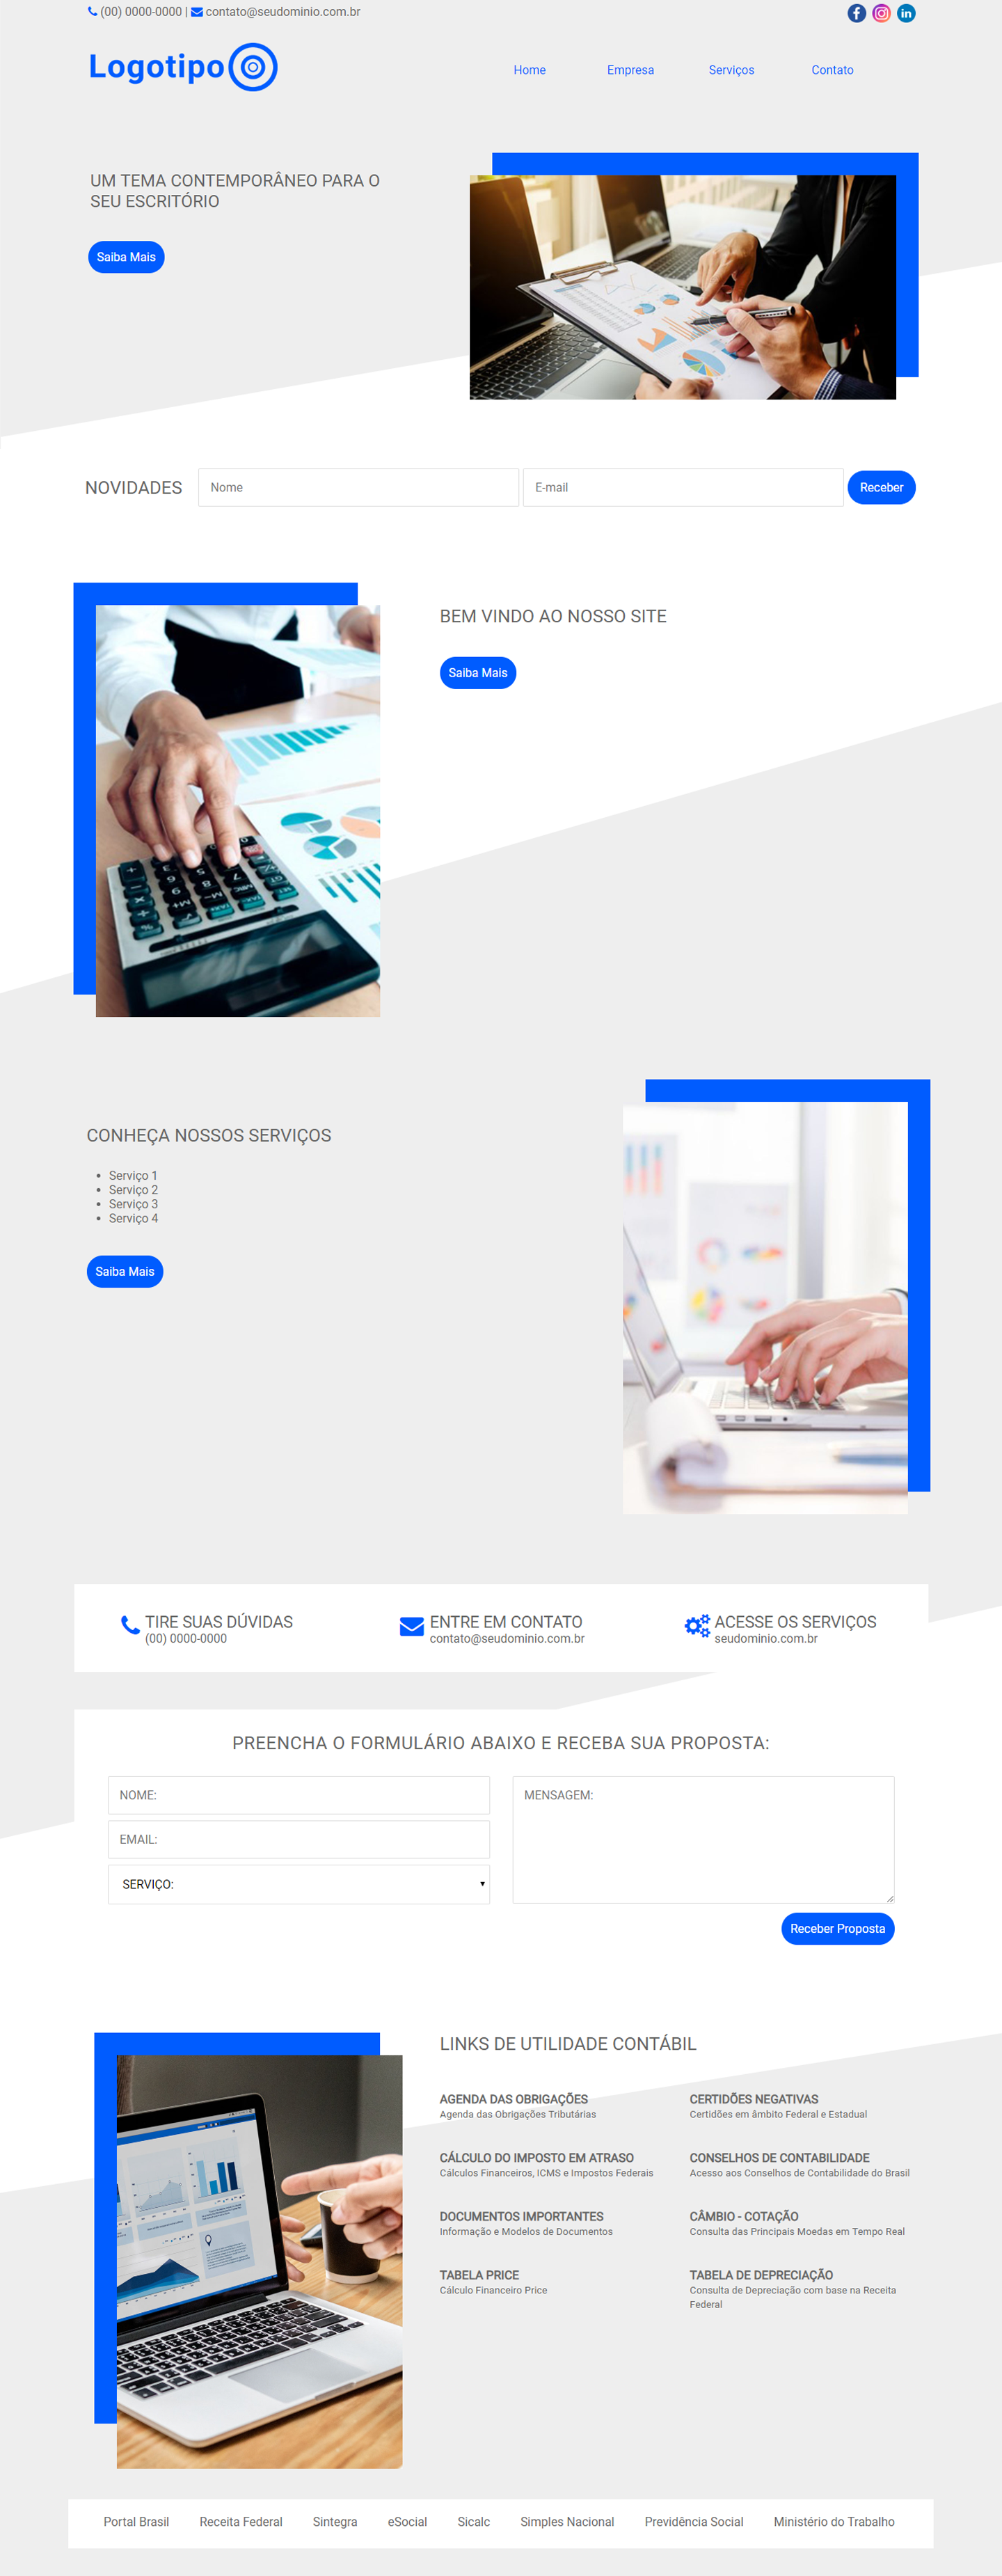 (00) 0000-0000 | contato@seudominio.com.br
Logotipo
Home Empresa Serviços Contato
UM TEMA CONTEMPORÂNEO PARA O
SEU ESCRITÓRIO
Saiba Mais
NOVIDADES Nome E-mail Receber
BEM VINDO AO NOSSO SITE
Saiba Mais
CONHEÇA NOSSOS SERVIÇOS
• Serviço 1
• Serviço 2
• Serviço 3
• Serviço 4
Saiba Mais
TIRE SUAS DÚVIDAS
(00) 0000-0000
ENTRE EM CONTATO
contato@seudominio.com.br
ACESSE OS SERVIÇOS
seudominio.com.br
PREENCHA O FORMULÁRIO ABAIXO E RECEBA SUA PROPOSTA:
NOME:
EMAIL:
SERVIÇO:
MENSAGEM:
Receber Proposta
LINKS DE UTILIDADE CONTÁBIL
AGENDA DAS OBRIGAÇÕES
Agenda das Obrigações Tributárias
CERTIDÕES NEGATIVAS
Certidões em âmbito Federal e Estadual
CÁLCULO DO IMPOSTO EM ATRASO
Cálculos Financeiros, ICMS e Impostos Federais
CONSELHOS DE CONTABILIDADE
Acesso aos Conselhos de Contabilidade do Brasil
DOCUMENTOS IMPORTANTES
Informação e Modelos de Documentos
CÂMBIO - COTAÇÃO
Consulta das Principais Moedas em Tempo Real
TABELA PRICE
Cálculo Financeiro Price
TABELA DE DEPRECIAÇÃO
Consulta de Depreciação com base na Receita
Federal
Portal Brasil Receita Federal Sintegra eSocial Sicalc Simples Nacional Previdência Social Ministério do Trabalho